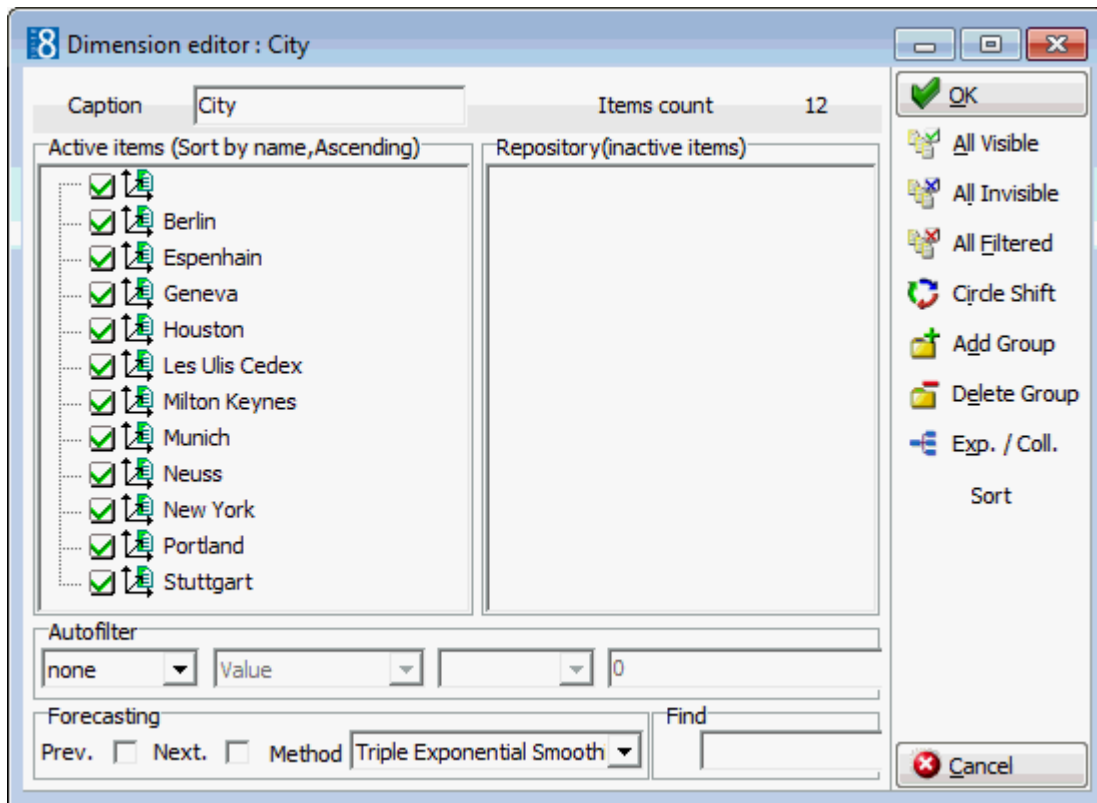 8 Dimension editor : City
Caption City Items count 12
Active items (Sort by name,Ascending)
Berlin
Espenhain
Geneva
Houston
Les Ulis Cedex
Milton Keynes
Munich
Neuss
New York
Portland
Stuttgart
Repository(inactive items)
Autofilter
none Value 0
Forecasting
Prev. Next. Method Triple Exponential Smooth
Find
OK
All Visible
All Invisible
All Filtered
Circle Shift
Add Group
Delete Group
Exp. / Coll.
Sort
Cancel